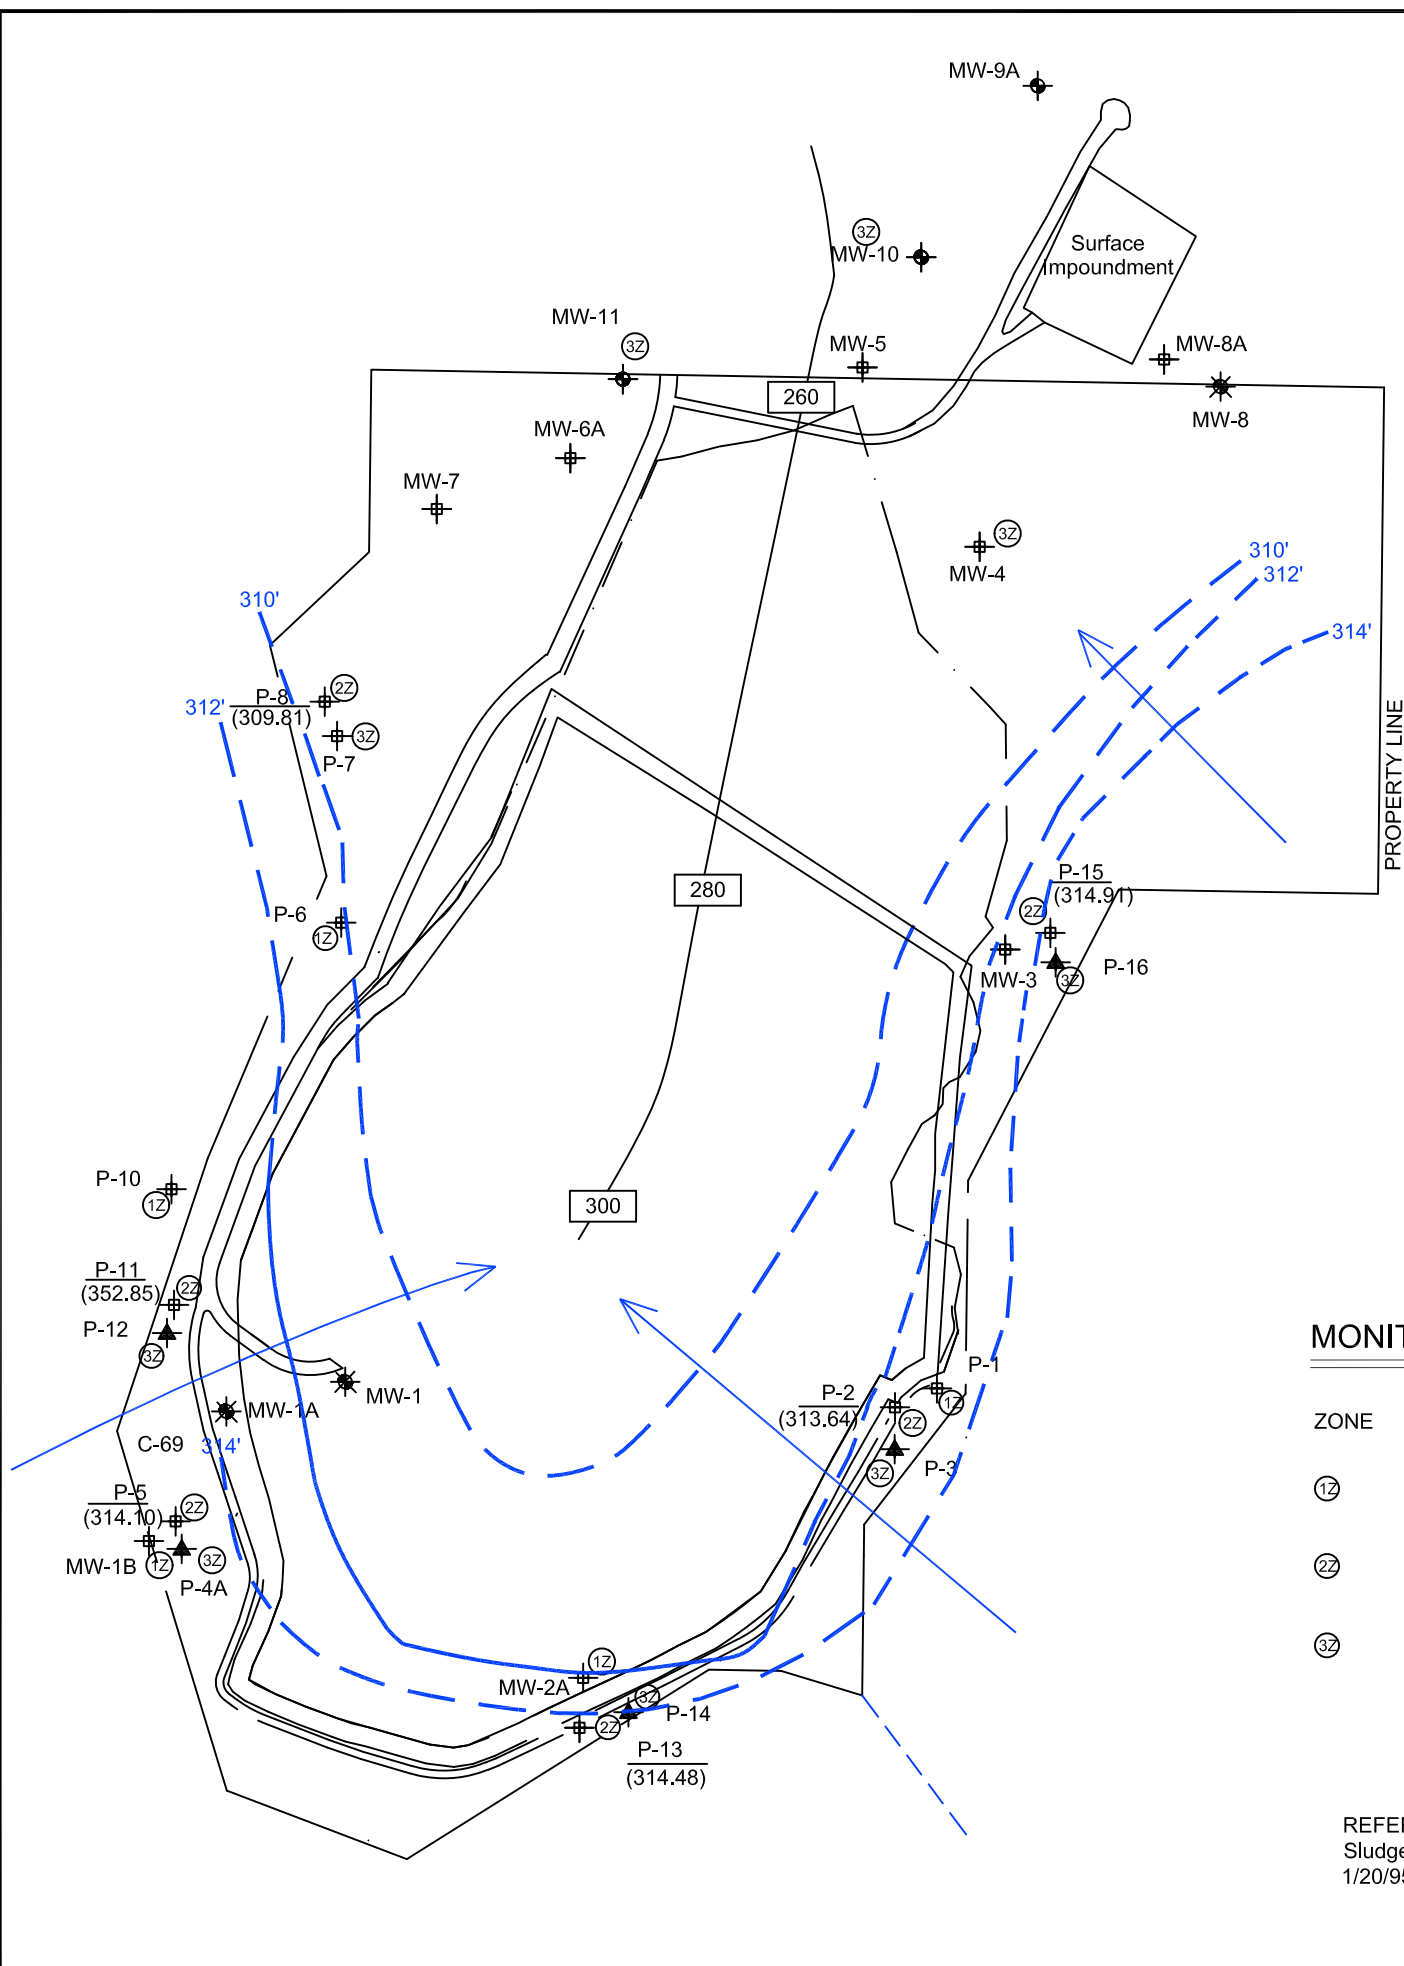 MW-9A
3Z
MW-10
Surface
Impoundment
MW-11
3Z
MW-5
MW-8A
260
MW-8
MW-6A
MW-7
3Z
MW-4
310'
312'
314'
310'
2Z
P-8
(309.81)
312'
3Z
P-7
PROPERTY LINE
280
P-15
(314.91)
2Z
P-6
1Z
MW-3
P-16
3Z
P-10
1Z
300
P-11
(352.85)
2Z
P-12
3Z
MONIT
P-1
MW-1
P-2
(313.64)
1Z
MW-1A
2Z
ZONE
C-69
314'
P-3
3Z
P-5
(314.10)
2Z
1Z
MW-1B
1Z
3Z
P-4A
2Z
3Z
1Z
MW-2A
3Z
P-14
2Z
P-13
(314.48)
REFE
Sludge
1/20/95